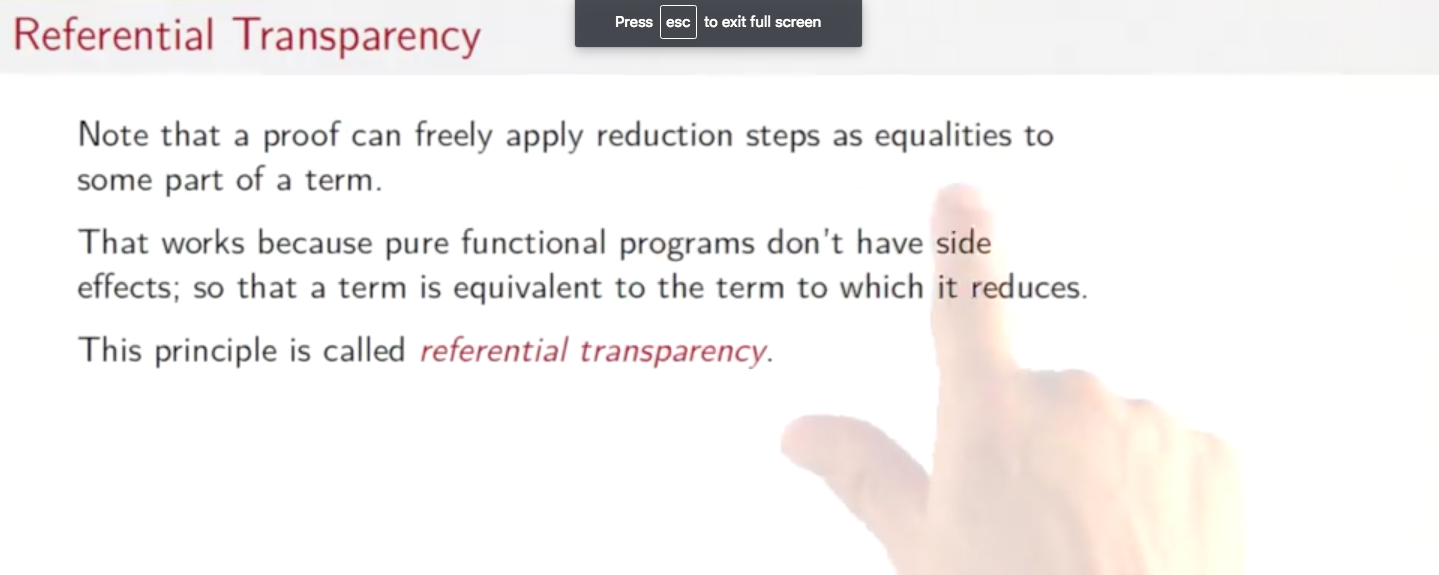 Referential Transparency
Press esc to exit full screen
Note that a proof can freely apply reduction steps as equalities to
some part of a term.
That works because pure functional programs don't have side
effects; so that a term is equivalent to the term to which it reduces.
This principle is called referential transparency.